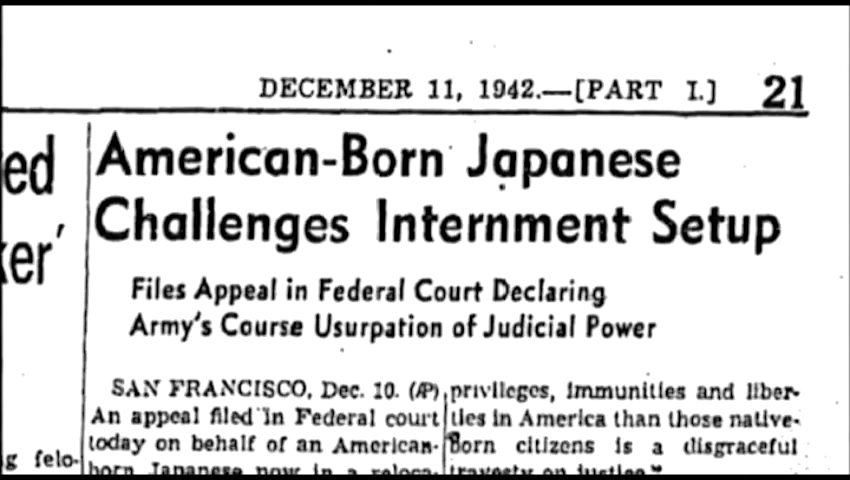 DECEMBER 11, 1942.—[PART I.] 21
ed
er'
American-Born Japanese
Challenges Internment Setup
Files Appeal in Federal Court Declaring
Army's Course Usurpation of Judicial Power
SAN FRANCISCO, Dec. 10. (AP)
An appeal filed in Federal court
today on behalf of an American-
born Japanese now in a reloca-
privileges, immunities and liber-
ties in America than those native-
born citizens is a disgraceful
travesty on justice."
g felo-